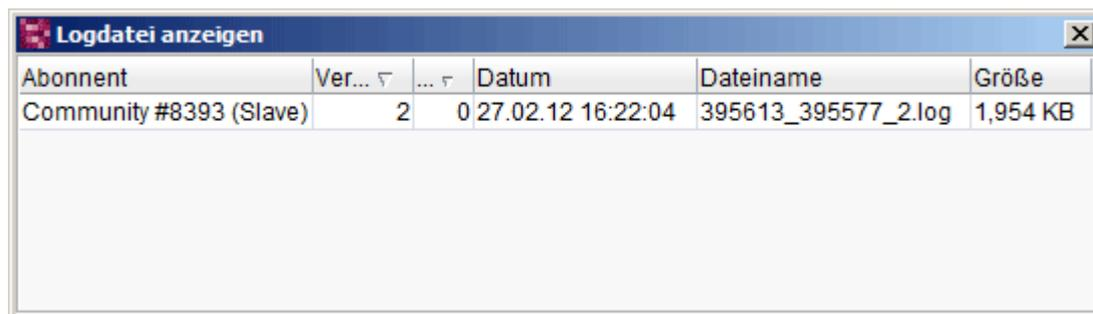 Logdatei anzeigen
Abonnent Ver... ... Datum Dateiname Größe
Community #8393 (Slave) 2 0 27.02.12 16:22:04 395613_395577_2.log 1,954 KB